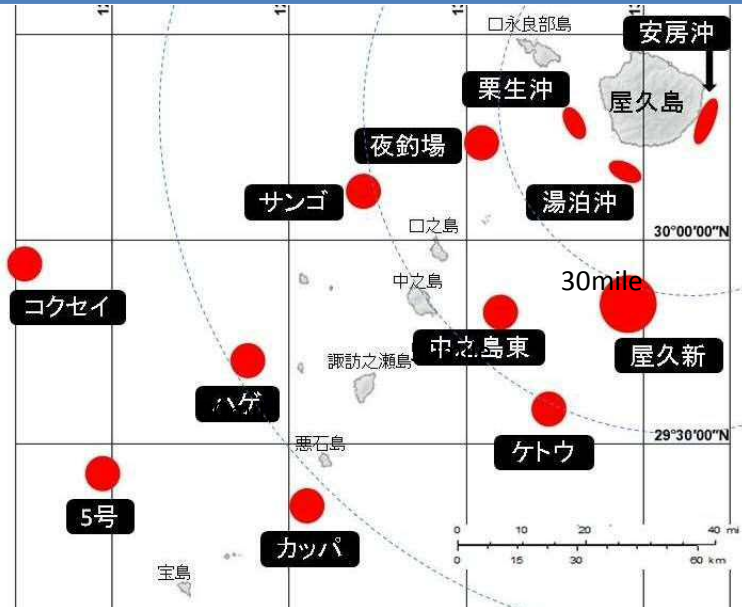 口永良部島
安房沖
栗生沖
屋久島
夜釣場
サンゴ
湯泊沖
口之島
30°00'00"N
コクセイ
中之島
30mile
中之島東
屋久新
諏訪之瀬島
ハゲ
ケトウ
29°30'00"N
悪石島
5号
カッパ
宝島
0 10 20 40 mi
0 15 30 60 km